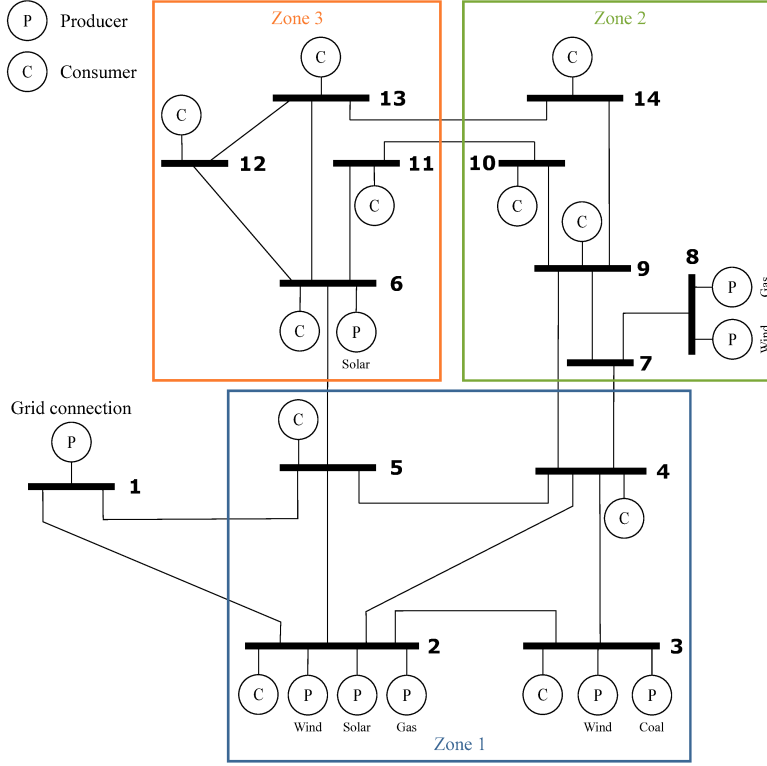 P Producer
C Consumer
Zone 3
Zone 2
C
13
C
14
C
12
11
10
C
C
C
9
8
P
Gas
P
Wind
6
C
P
Solar
7
Grid connection
P
1
C
5
4
C
2
3
C
P
P
P
C
P
P
Wind
Solar
Gas
Wind
Coal
Zone 1